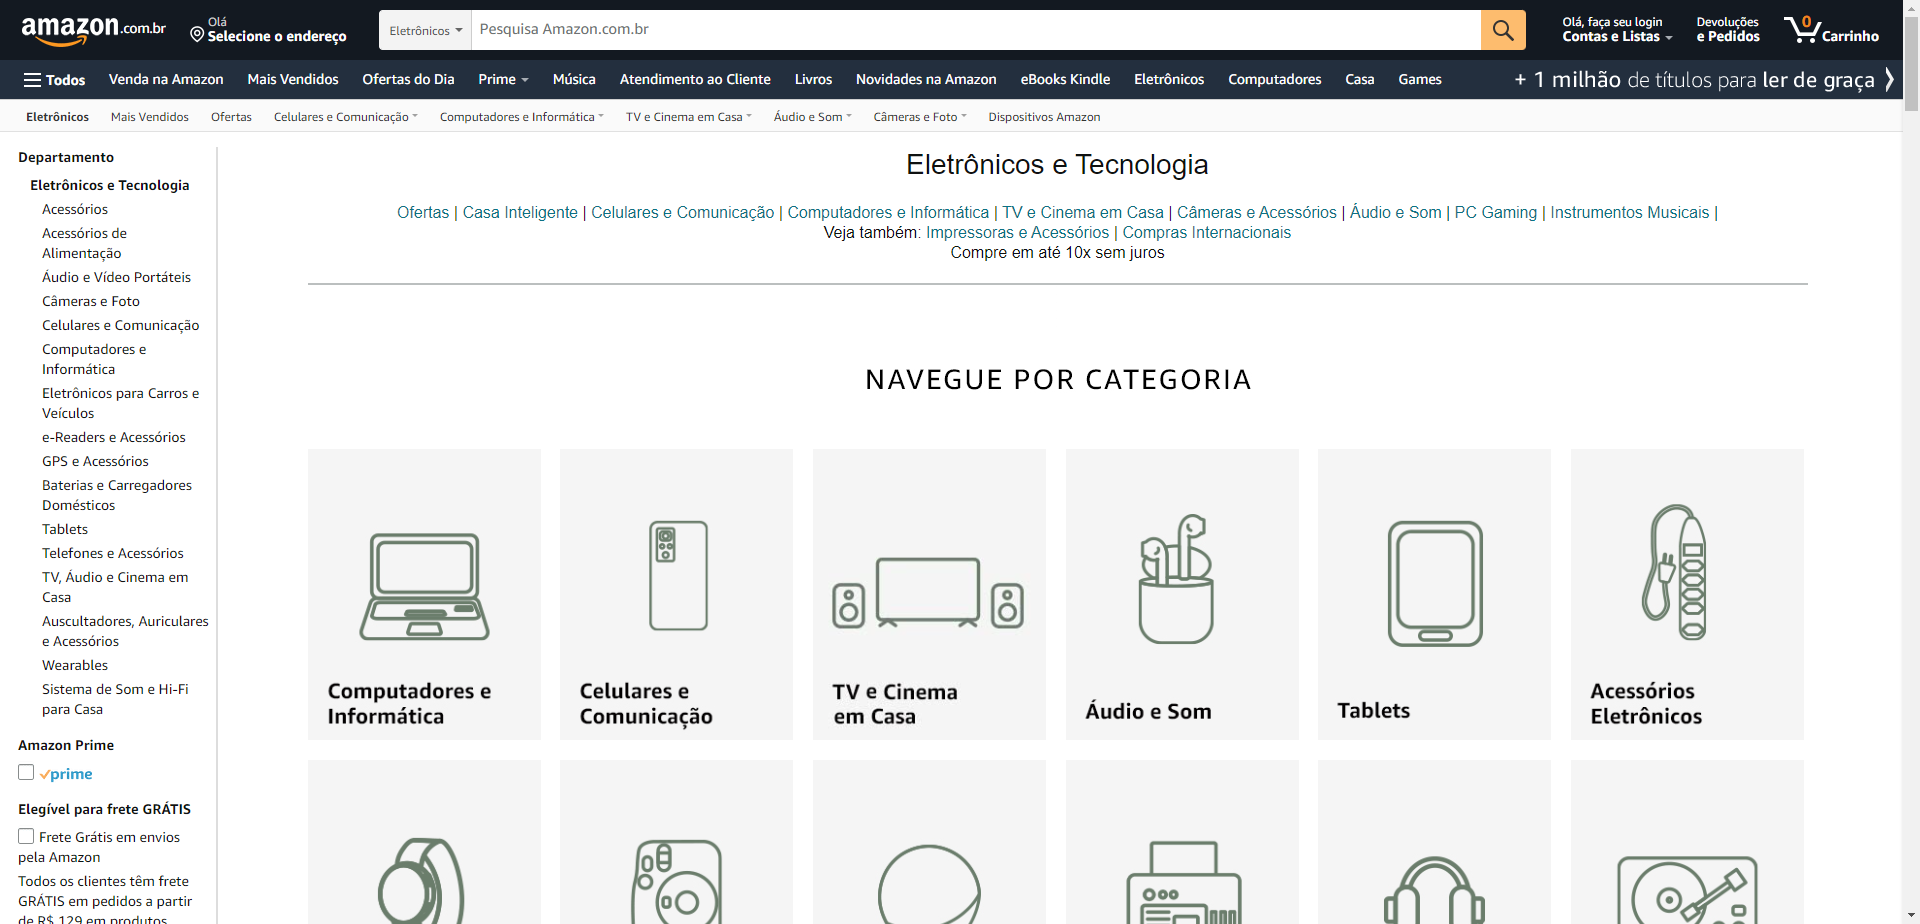 amazon.com.br
Olá
Selecione o endereço
Eletrônicos
Pesquisa Amazon.com.br
Olá, faça seu login
Contas e Listas
Devoluções
e Pedidos
0
Carrinho
Todos
Venda na Amazon
Mais Vendidos
Ofertas do Dia
Prime
Música
Atendimento ao Cliente
Livros
Novidades na Amazon
eBooks Kindle
Eletrônicos
Computadores
Casa
Games
+ 1 milhão de títulos para ler de graça
Eletrônicos
Mais Vendidos
Ofertas
Celulares e Comunicação
Computadores e Informática
TV e Cinema em Casa
Áudio e Som
Câmeras e Foto
Dispositivos Amazon
Departamento
Eletrônicos e Tecnologia
Acessórios
Acessórios de
Alimentação
Áudio e Vídeo Portáteis
Câmeras e Foto
Celulares e Comunicação
Computadores e
Informática
Eletrônicos para Carros e
Veículos
e-Readers e Acessórios
GPS e Acessórios
Baterias e Carregadores
Domésticos
Tablets
Telefones e Acessórios
TV, Áudio e Cinema em
Casa
Auscultadores, Auriculares
e Acessórios
Wearables
Sistema de Som e Hi-Fi
para Casa
Amazon Prime
prime
Elegível para frete GRÁTIS
Frete Grátis em envios
pela Amazon
Todos os clientes têm frete
GRÁTIS em pedidos a partir
de R$ 129 em produtos
Eletrônicos e Tecnologia
Ofertas | Casa Inteligente | Celulares e Comunicação | Computadores e Informática | TV e Cinema em Casa | Câmeras e Acessórios | Áudio e Som | PC Gaming | Instrumentos Musicais |
Veja também: Impressoras e Acessórios | Compras Internacionais
Compre em até 10x sem juros
NAVEGUE POR CATEGORIA
Computadores e
Informática
Celulares e
Comunicação
TV e Cinema
em Casa
Áudio e Som
Tablets
Acessórios
Eletrônicos